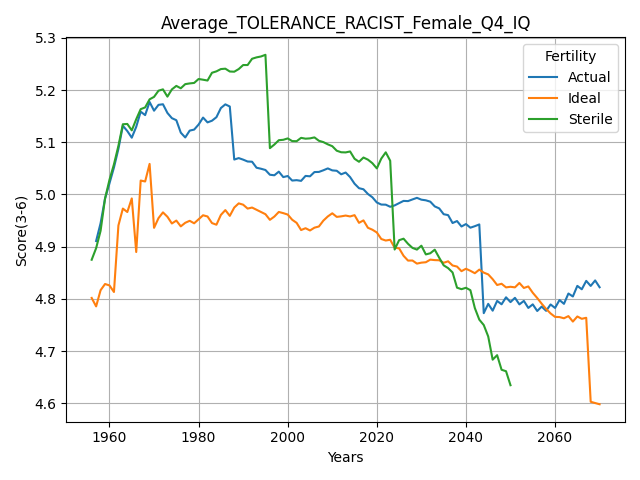 Average_TOLERANCE_RACIST_Female_Q4_IQ
Fertility
Actual
Ideal
Sterile
Score(3-6)
5.3
5.2
5.1
5.0
4.9
4.8
4.7
4.6
1960 1980 2000 2020 2040 2060
Years